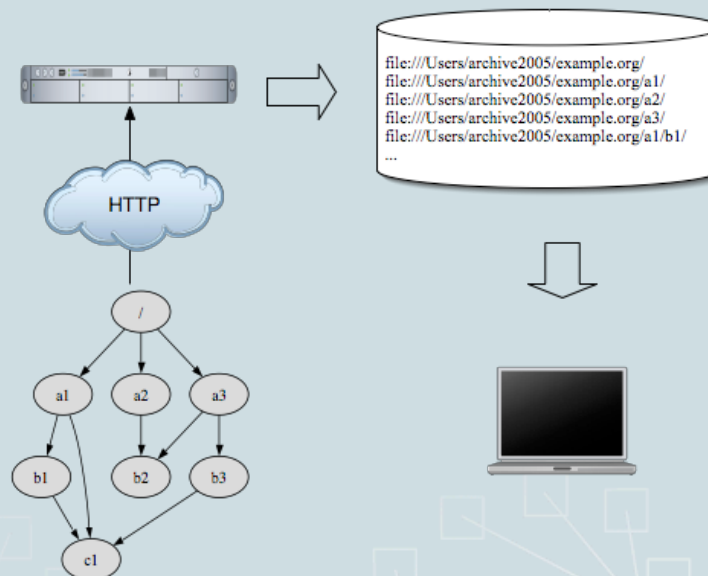 file:///Users/archive2005/example.org/
file:///Users/archive2005/example.org/a1/
file:///Users/archive2005/example.org/a2/
file:///Users/archive2005/example.org/a3/
file:///Users/archive2005/example.org/a1/b1/
...
HTTP
/
a1 a2 a3
b1 b2 b3
c1